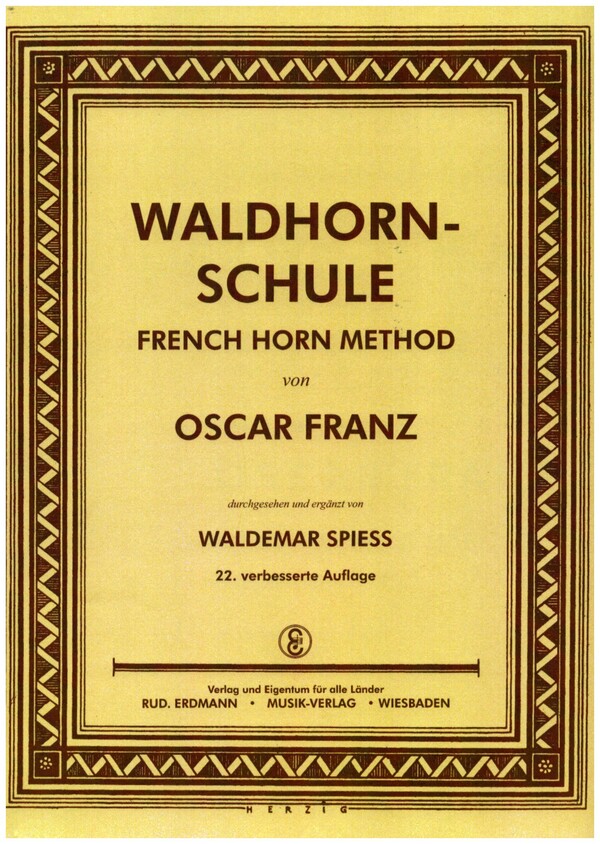 WALDHORN-
SCHULE
FRENCH HORN METHOD
von
OSCAR FRANZ
durchgesehen und ergänzt von
WALDEMAR SPIESS
22. verbesserte Auflage
Verlag und Eigentum für alle Länder
RUD. ERDMANN • MUSIK-VERLAG • WIESBADEN
HERZIG